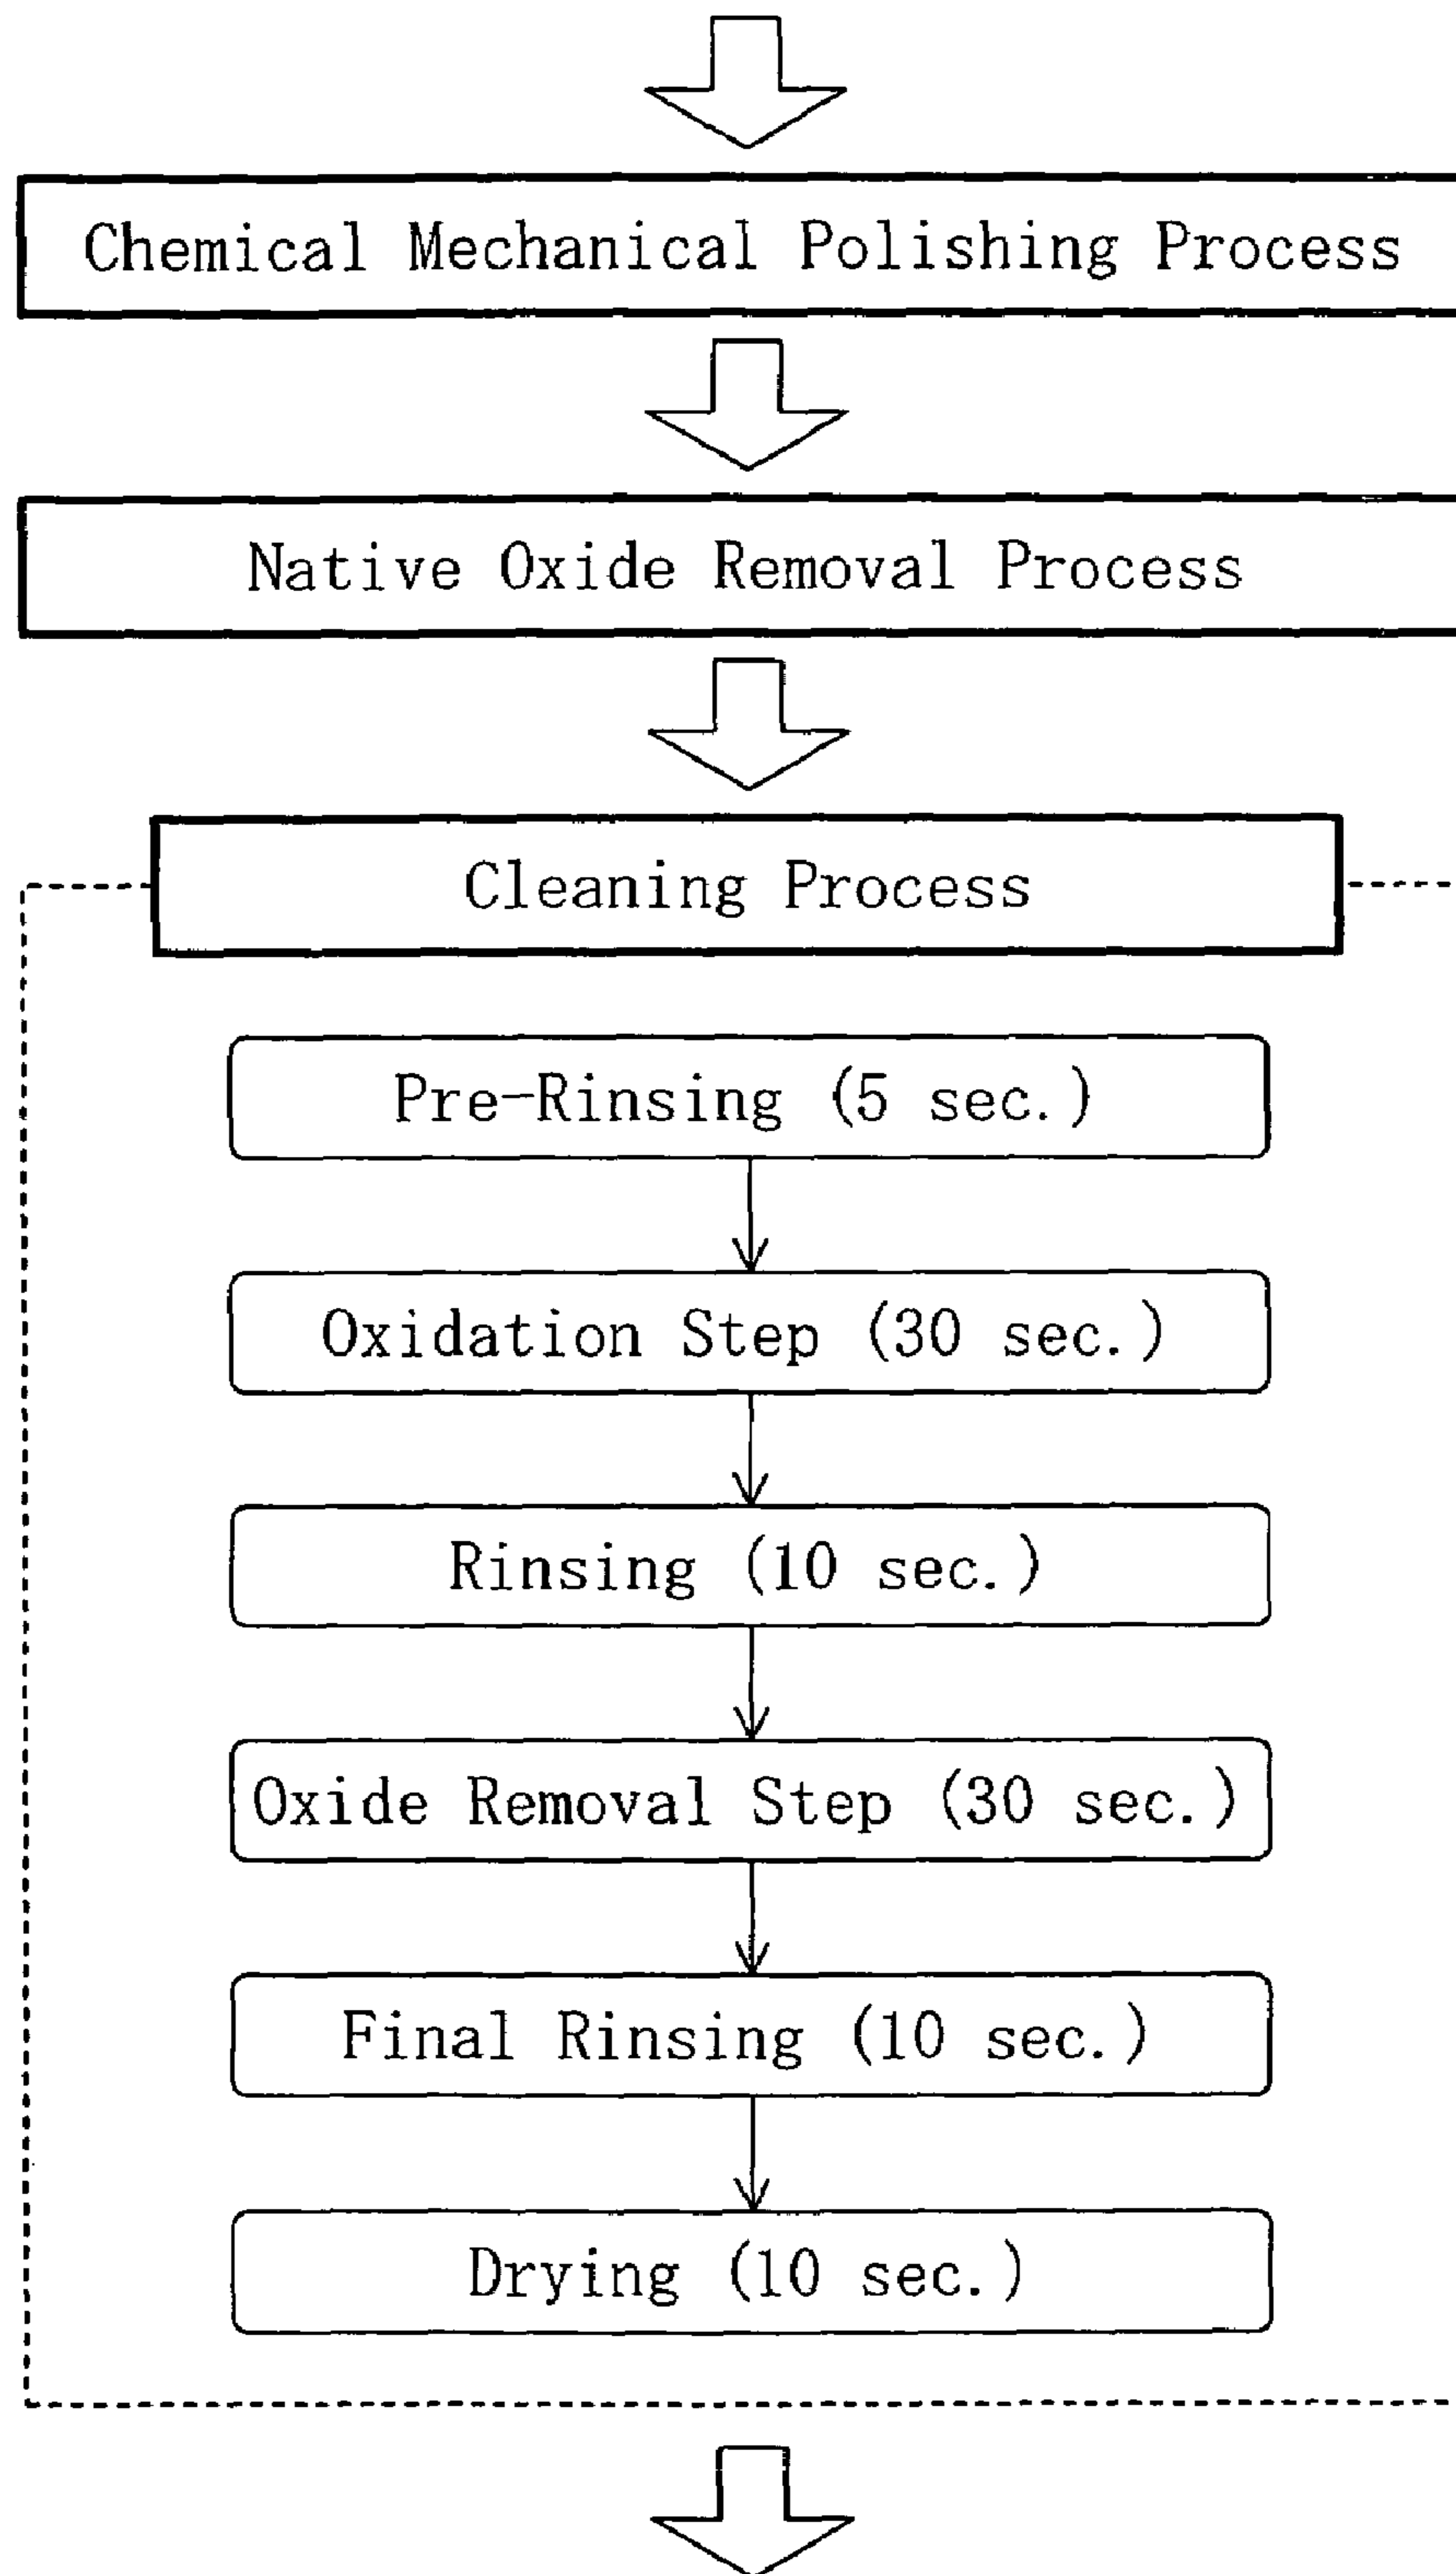 Chemical Mechanical Polishing Process
Native Oxide Removal Process
Cleaning Process
Pre-Rinsing (5 sec.)
Oxidation Step (30 sec.)
Rinsing (10 sec.)
Oxide Removal Step (30 sec.)
Final Rinsing (10 sec.)
Drying (10 sec.)